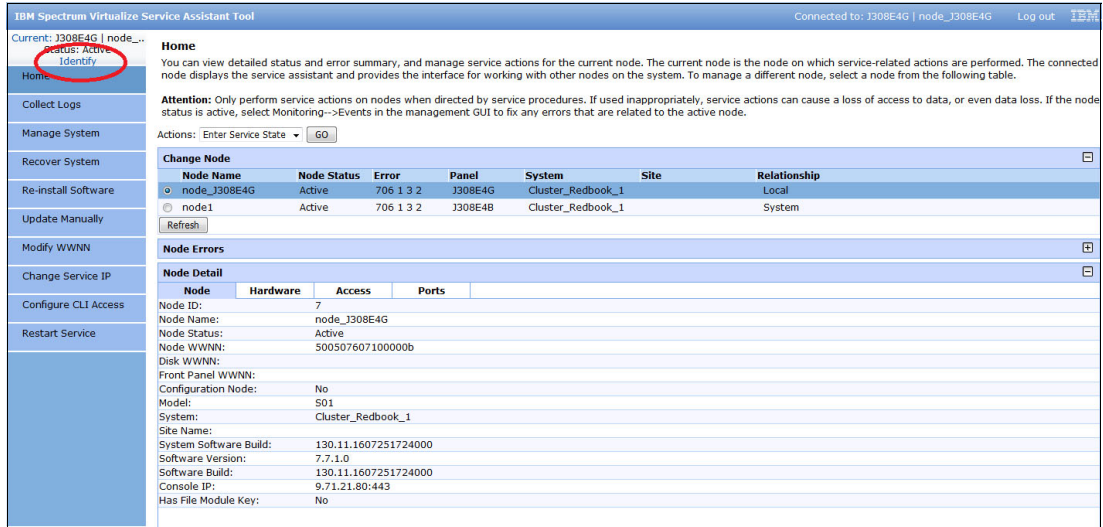 IBM Spectrum Virtualize Service Assistant Tool
Connected to: J308E4G | node_J308E4G
Log out
IBM
Current: J308E4G | node_..
Status: Active
Identify
Home
Collect Logs
Manage System
Recover System
Re-install Software
Update Manually
Modify WWNN
Change Service IP
Configure CLI Access
Restart Service
Home
You can view detailed status and error summary, and manage service actions for the current node. The current node is the node on which service-related actions are performed. The connected
node displays the service assistant and provides the interface for working with other nodes on the system. To manage a different node, select a node from the following table.
Attention: Only perform service actions on nodes when directed by service procedures. If used inappropriately, service actions can cause a loss of access to data, or even data loss. If the node
status is active, select Monitoring-->Events in the management GUI to fix any errors that are related to the active node.
Actions: Enter Service State GO
Change Node
Node Name Node Status Error Panel System Site Relationship
node_J308E4G Active 706 1 3 2 J308E4G Cluster_Redbook_1 Local
node1 Active 706 1 3 2 J308E4B Cluster_Redbook_1 System
Refresh
Node Errors
Node Detail
Node Hardware Access Ports
Node ID: 7
Node Name: node_J308E4G
Node Status: Active
Node WWNN: 500507607100000b
Disk WWNN:
Front Panel WWNN:
Configuration Node: No
Model: S01
System: Cluster_Redbook_1
Site Name:
System Software Build: 130.11.1607251724000
Software Version: 7.7.1.0
Software Build: 130.11.1607251724000
Console IP: 9.71.21.80:443
Has File Module Key: No